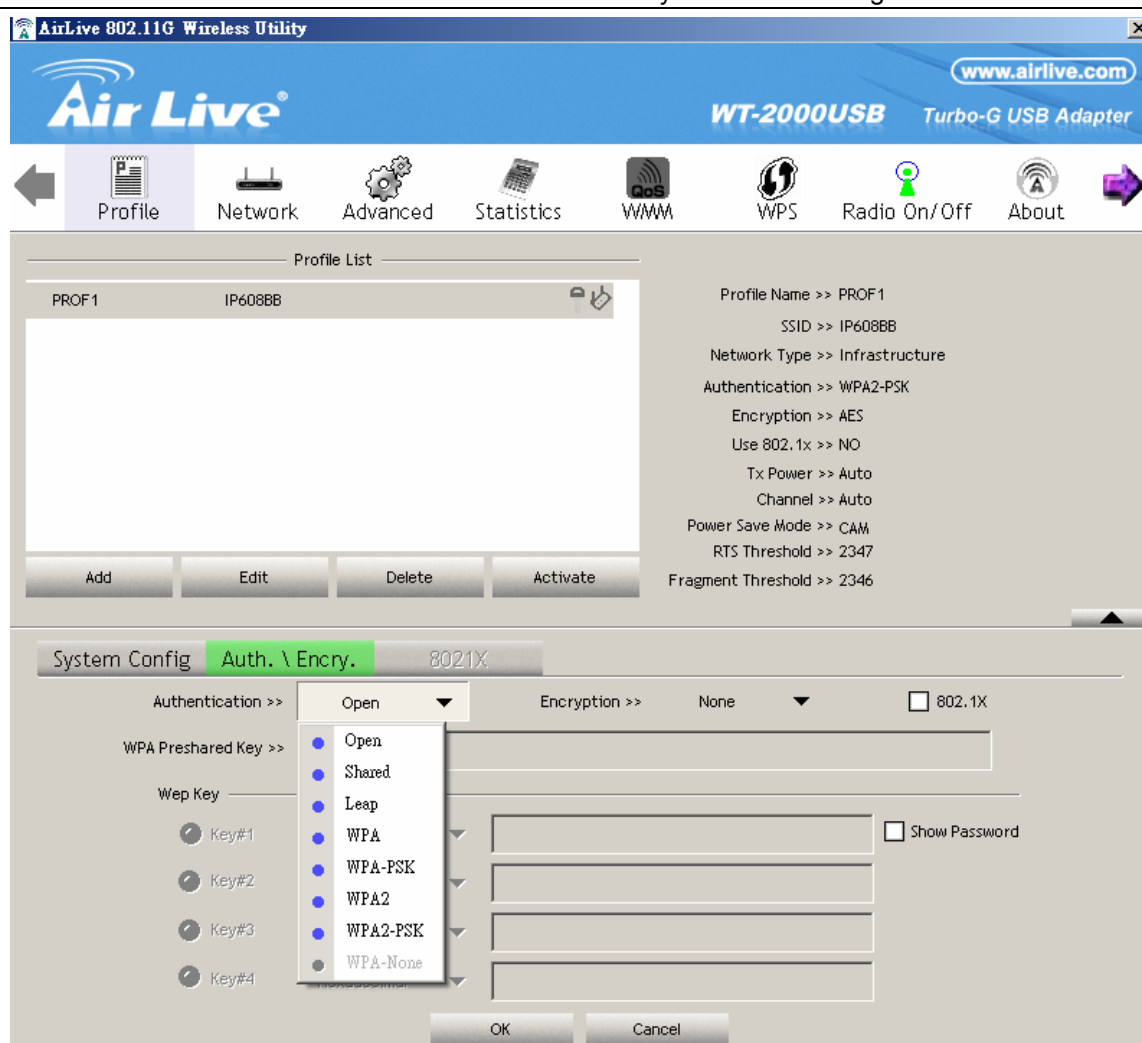 AirLive 802.11G Wireless Utility
www.airlive.com
Air Live®
WT-2000USB Turbo-G USB Adapter
Profile Network Advanced Statistics QoS WMM WPS Radio On/Off About
Profile List
PROF1 IP608BB
Profile Name >> PROF1
SSID >> IP608BB
Network Type >> Infrastructure
Authentication >> WPA2-PSK
Encryption >> AES
Use 802.1x >> NO
Tx Power >> Auto
Channel >> Auto
Power Save Mode >> CAM
RTS Threshold >> 2347
Fragment Threshold >> 2346
Add Edit Delete Activate
System Config Auth. \ Encry. 8021X
Authentication >> Open Encryption >> None 802.1X
WPA Preshared Key >>
Open
Shared
Leap
WPA
WPA-PSK
WPA2
WPA2-PSK
WPA-None
Wep Key
Key#1 Show Password
Key#2
Key#3
Key#4
OK Cancel